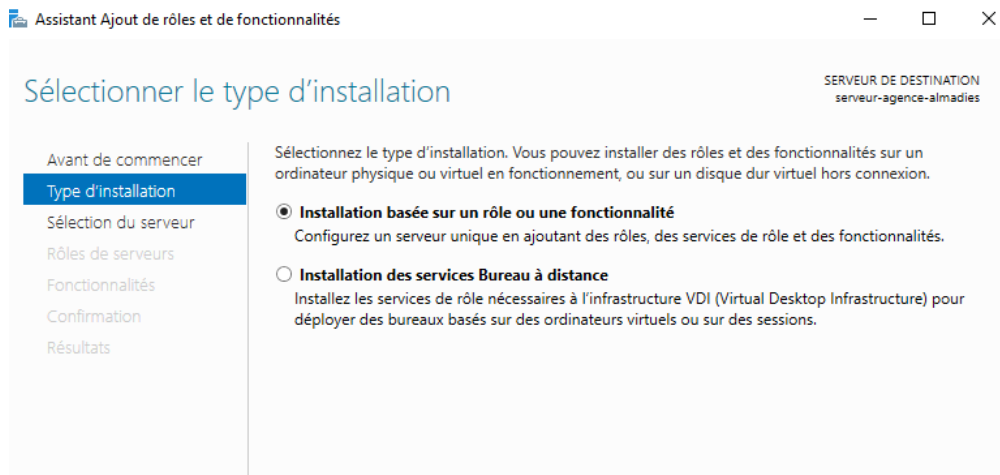 Assistant Ajout de rôles et de fonctionnalités
Sélectionner le type d'installation
SERVEUR DE DESTINATION
serveur-agence-almadies
Avant de commencer
Type d'installation
Sélection du serveur
Rôles de serveurs
Fonctionnalités
Confirmation
Résultats
Sélectionnez le type d'installation. Vous pouvez installer des rôles et des fonctionnalités sur un
ordinateur physique ou virtuel en fonctionnement, ou sur un disque dur virtuel hors connexion.
Installation basée sur un rôle ou une fonctionnalité
Configurez un serveur unique en ajoutant des rôles, des services de rôle et des fonctionnalités.
Installation des services Bureau à distance
Installez les services de rôle nécessaires à l'infrastructure VDI (Virtual Desktop Infrastructure) pour
déployer des bureaux basés sur des ordinateurs virtuels ou sur des sessions.